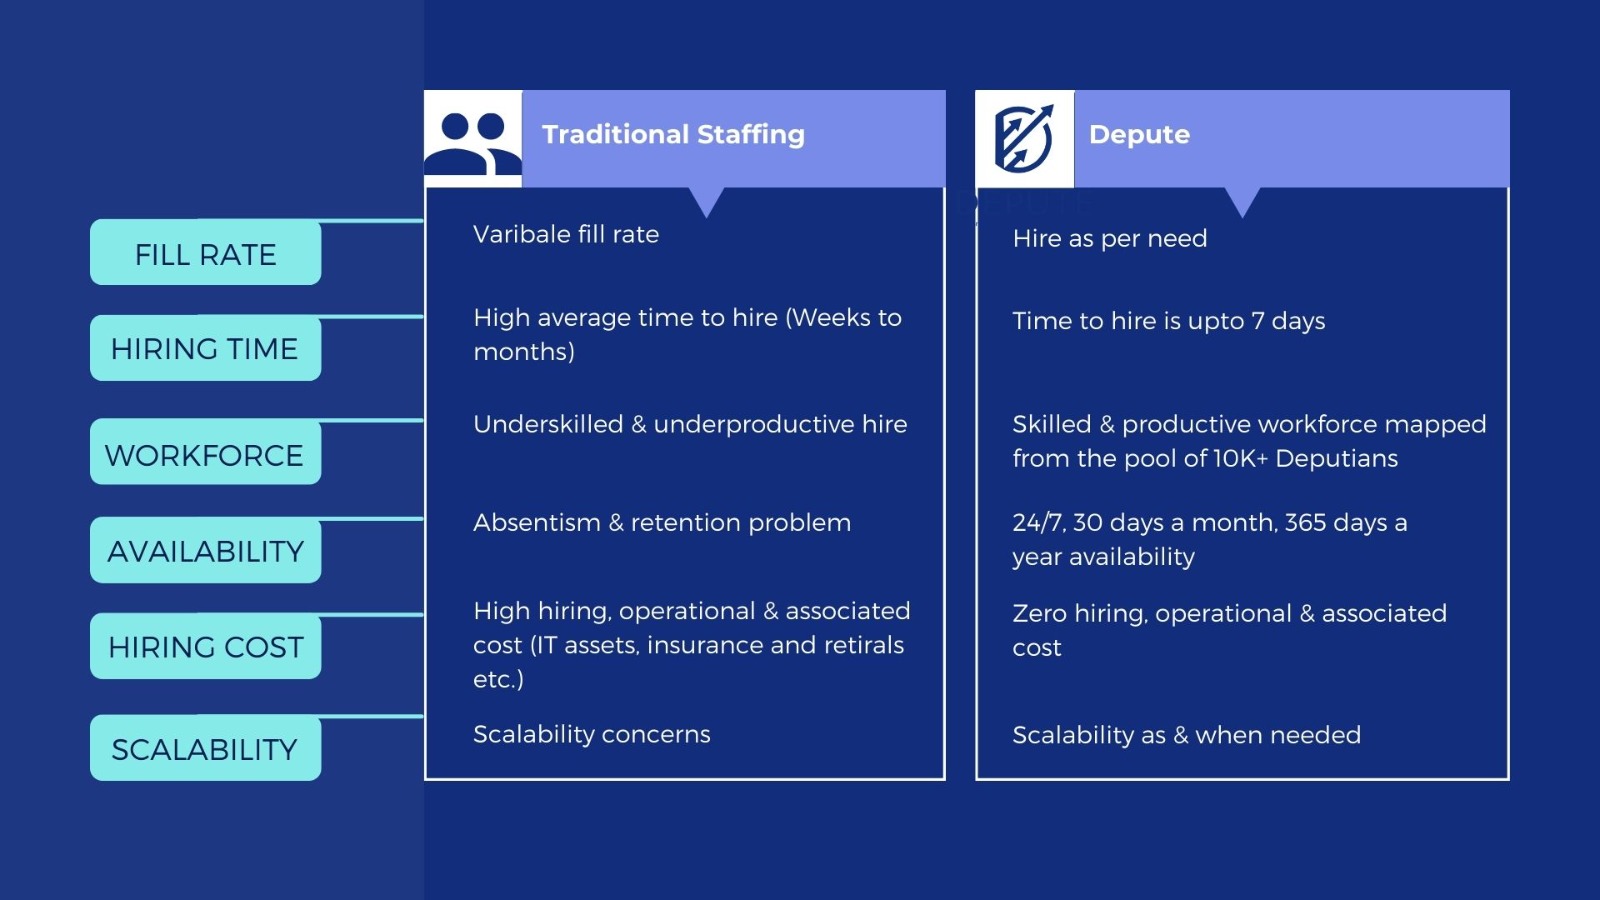 Traditional Staffing
Depute
DEPUTE
FILL RATE
Varibale fill rate
Hire as per need
HIRING TIME
High average time to hire (Weeks to
months)
Time to hire is upto 7 days
WORKFORCE
Underskilled & underproductive hire
Skilled & productive workforce mapped
from the pool of 10K+ Deputians
AVAILABILITY
Absentism & retention problem
24/7, 30 days a month, 365 days a
year availability
HIRING COST
High hiring, operational & associated
cost (IT assets, insurance and retirals
etc.)
Zero hiring, operational & associated
cost
SCALABILITY
Scalability concerns
Scalability as & when needed